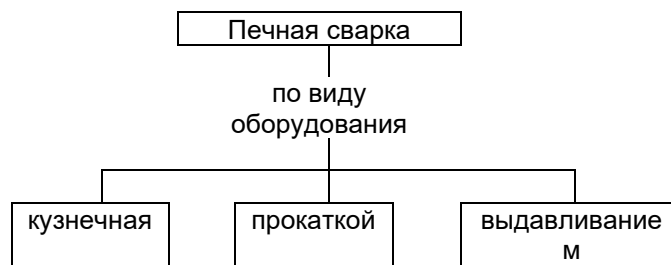 Печная сварка
по виду
оборудования
кузнечная
прокаткой
выдавливание
м